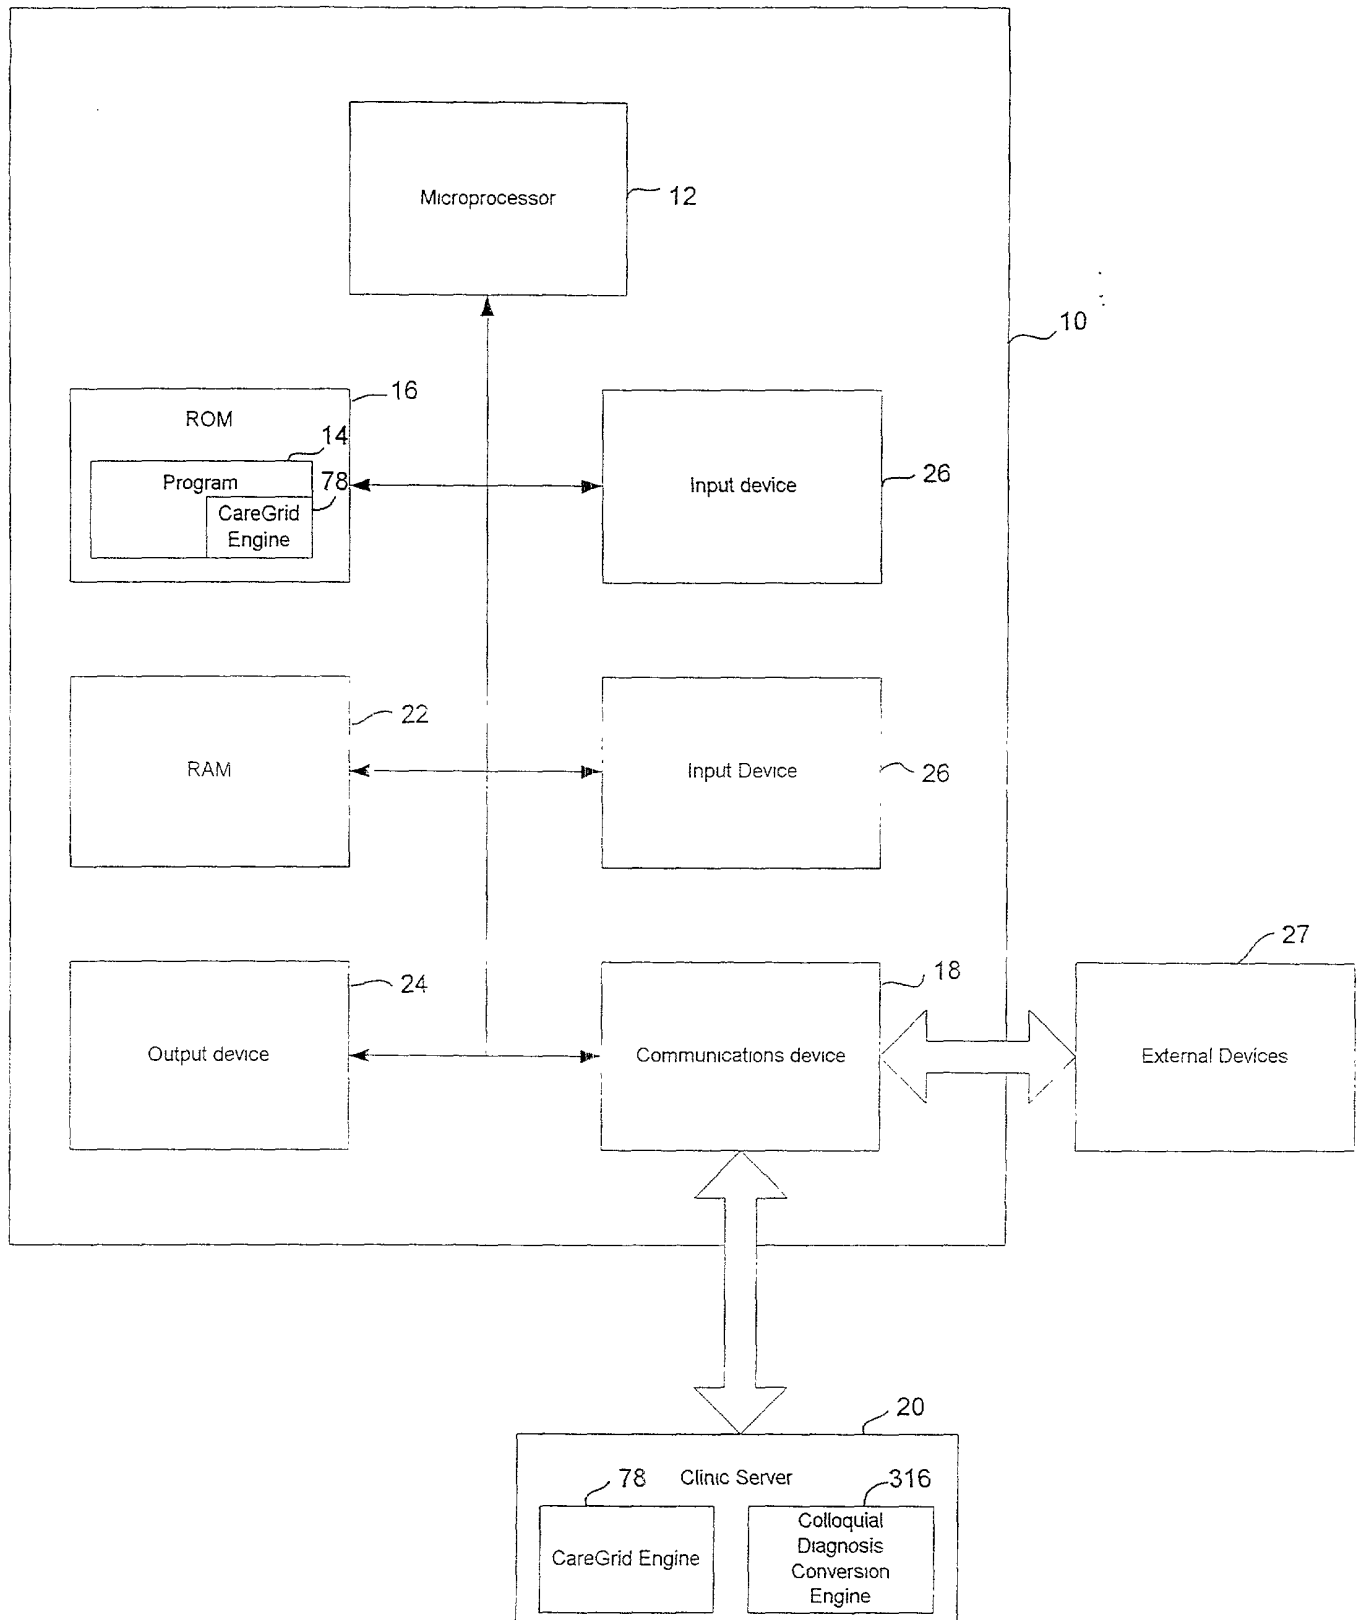 Microprocessor
12
10
16
ROM
14
Program
78
CareGrid
Engine
Input device
26
22
RAM
Input Device
26
27
24
18
Output device
Communications device
External Devices
20
Clinic Server
78
316
CareGrid Engine
Colloquial
Diagnosis
Conversion
Engine